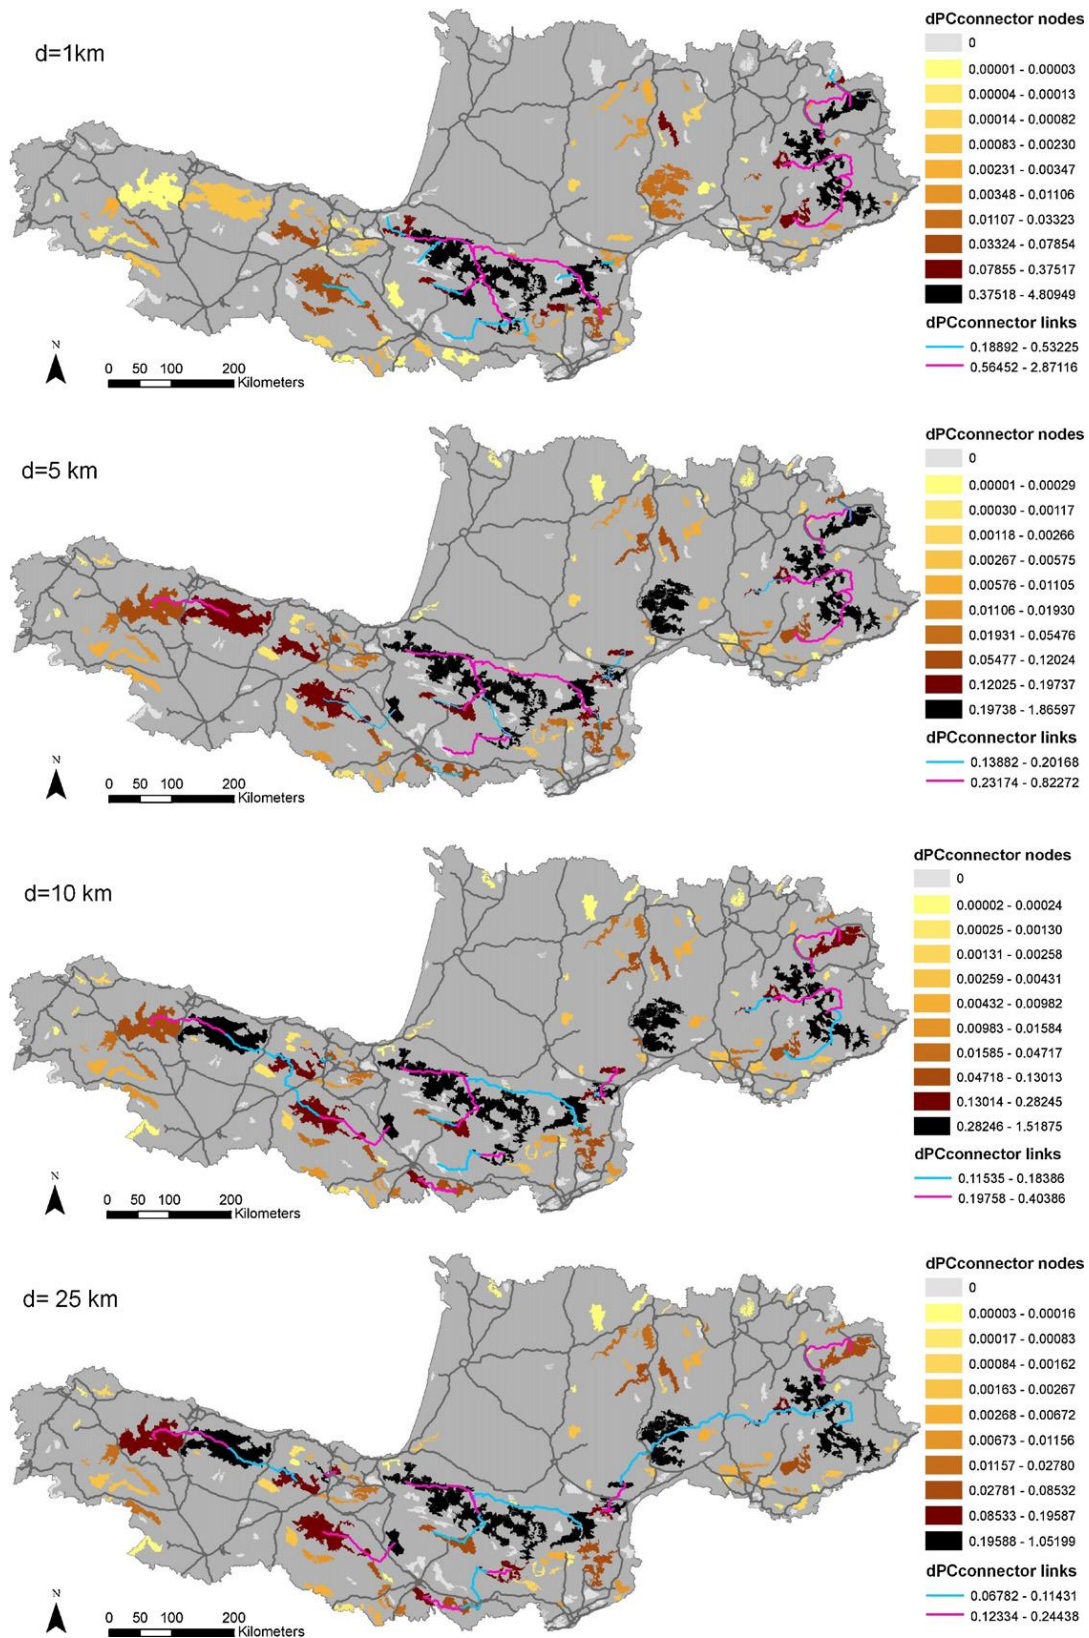 d=1km
dPCconnector nodes
0
0.00001 - 0.00003
0.00004 - 0.00013
0.00014 - 0.00082
0.00083 - 0.00230
0.00231 - 0.00347
0.00348 - 0.01106
0.01107 - 0.03323
0.03324 - 0.07854
0.07855 - 0.37517
0.37518 - 4.80949
dPCconnector links
0.18892 - 0.53225
0.56452 - 2.87116
N
0 50 100 200
Kilometers
d=5 km
dPCconnector nodes
0
0.00001 - 0.00029
0.00030 - 0.00117
0.00118 - 0.00266
0.00267 - 0.00575
0.00576 - 0.01105
0.01106 - 0.01930
0.01931 - 0.05476
0.05477 - 0.12024
0.12025 - 0.19737
0.19738 - 1.86597
dPCconnector links
0.13882 - 0.20168
0.23174 - 0.82272
N
0 50 100 200
Kilometers
d=10 km
dPCconnector nodes
0
0.00002 - 0.00024
0.00025 - 0.00130
0.00131 - 0.00258
0.00259 - 0.00431
0.00432 - 0.00982
0.00983 - 0.01584
0.01585 - 0.04717
0.04718 - 0.13013
0.13014 - 0.28245
0.28246 - 1.51875
dPCconnector links
0.11535 - 0.18386
0.19758 - 0.40386
N
0 50 100 200
Kilometers
d= 25 km
dPCconnector nodes
0
0.00003 - 0.00016
0.00017 - 0.00083
0.00084 - 0.00162
0.00163 - 0.00267
0.00268 - 0.00672
0.00673 - 0.01156
0.01157 - 0.02780
0.02781 - 0.08532
0.08533 - 0.19587
0.19588 - 1.05199
dPCconnector links
0.06782 - 0.11431
0.12334 - 0.24438
N
0 50 100 200
Kilometers